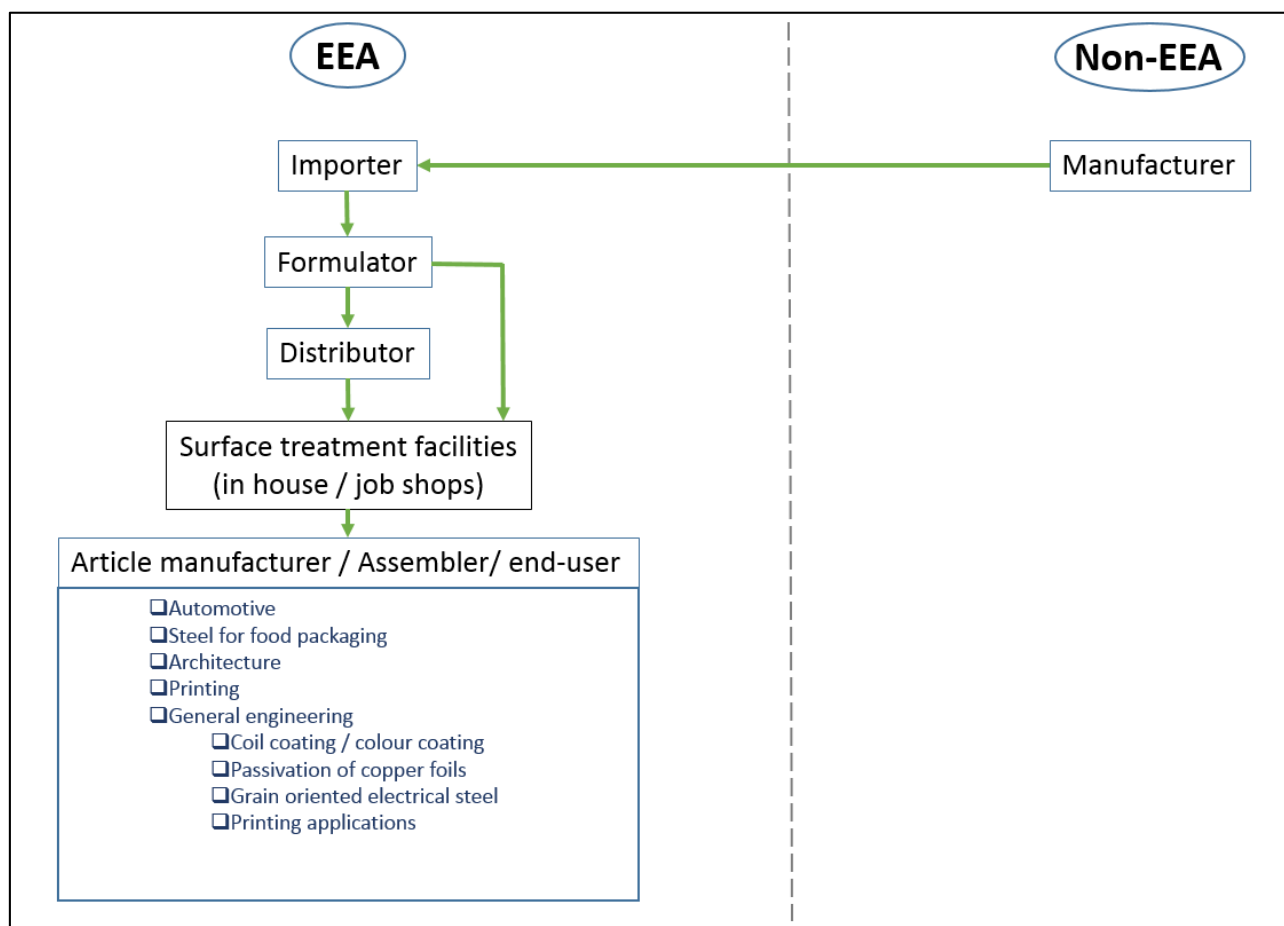 EEA
Non-EEA
Importer
Manufacturer
Formulator
Distributor
Surface treatment facilities
(in house / job shops)
Article manufacturer / Assembler/ end-user
❑Automotive
❑Steel for food packaging
❑Architecture
❑Printing
❑General engineering
❑Coil coating / colour coating
❑Passivation of copper foils
❑Grain oriented electrical steel
❑Printing applications